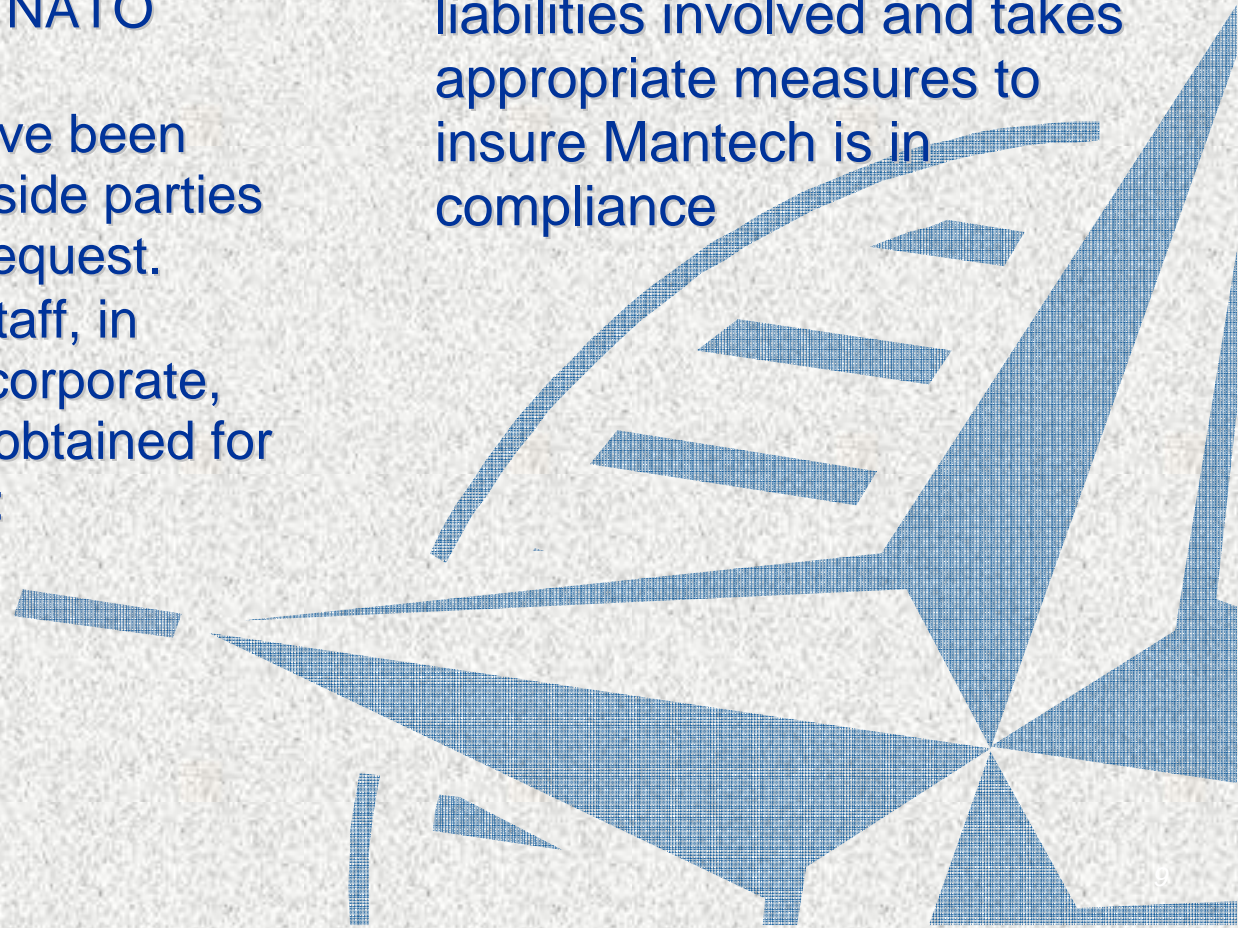 NATO
ve been
side parties
equest.
taff, in
corporate,
obtained for
liabilities involved and takes
appropriate measures to
insure Mantech is in
compliance
9